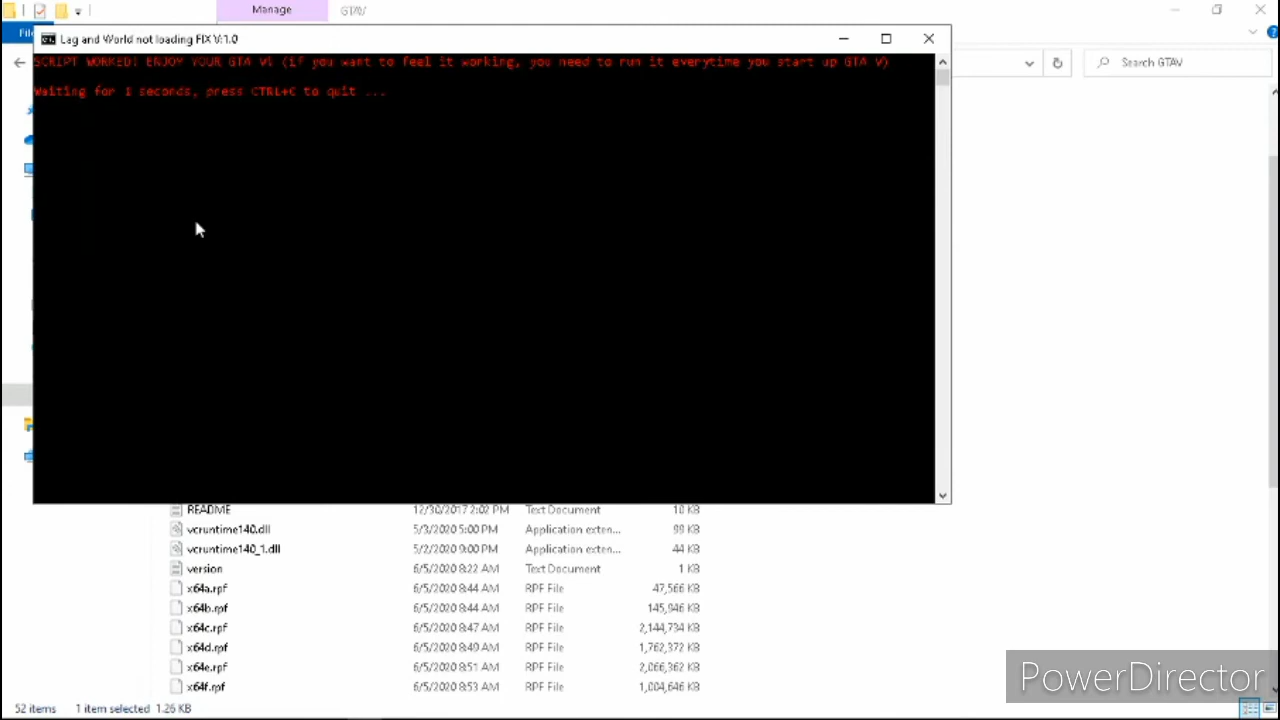 Manage
GTAV
Lag and World not loading FIX V:1.0
SCRIPT WORKED! ENJOY YOUR GTA V! (if you want to feel it working, you need to run it everytime you start up GTA V)
Search GTAV
Waiting for 1 seconds, press CTRL+C to quit ...
README 12/30/2017 2:02 PM Text Document 10 KB
vcruntime140.dll 5/3/2020 5:00 PM Application exten... 99 KB
vcruntime140_1.dll 5/2/2020 9:00 PM Application exten... 44 KB
version 6/5/2020 8:22 AM Text Document 1 KB
x64a.rpf 6/5/2020 8:44 AM RPF File 47,566 KB
x64b.rpf 6/5/2020 8:44 AM RPF File 145,946 KB
x64c.rpf 6/5/2020 8:47 AM RPF File 2,144,734 KB
x64d.rpf 6/5/2020 8:49 AM RPF File 1,762,372 KB
x64e.rpf 6/5/2020 8:51 AM RPF File 2,066,362 KB
x64f.rpf 6/5/2020 8:53 AM RPF File 1,004,646 KB
PowerDirector
52 items 1 item selected 1.26 KB